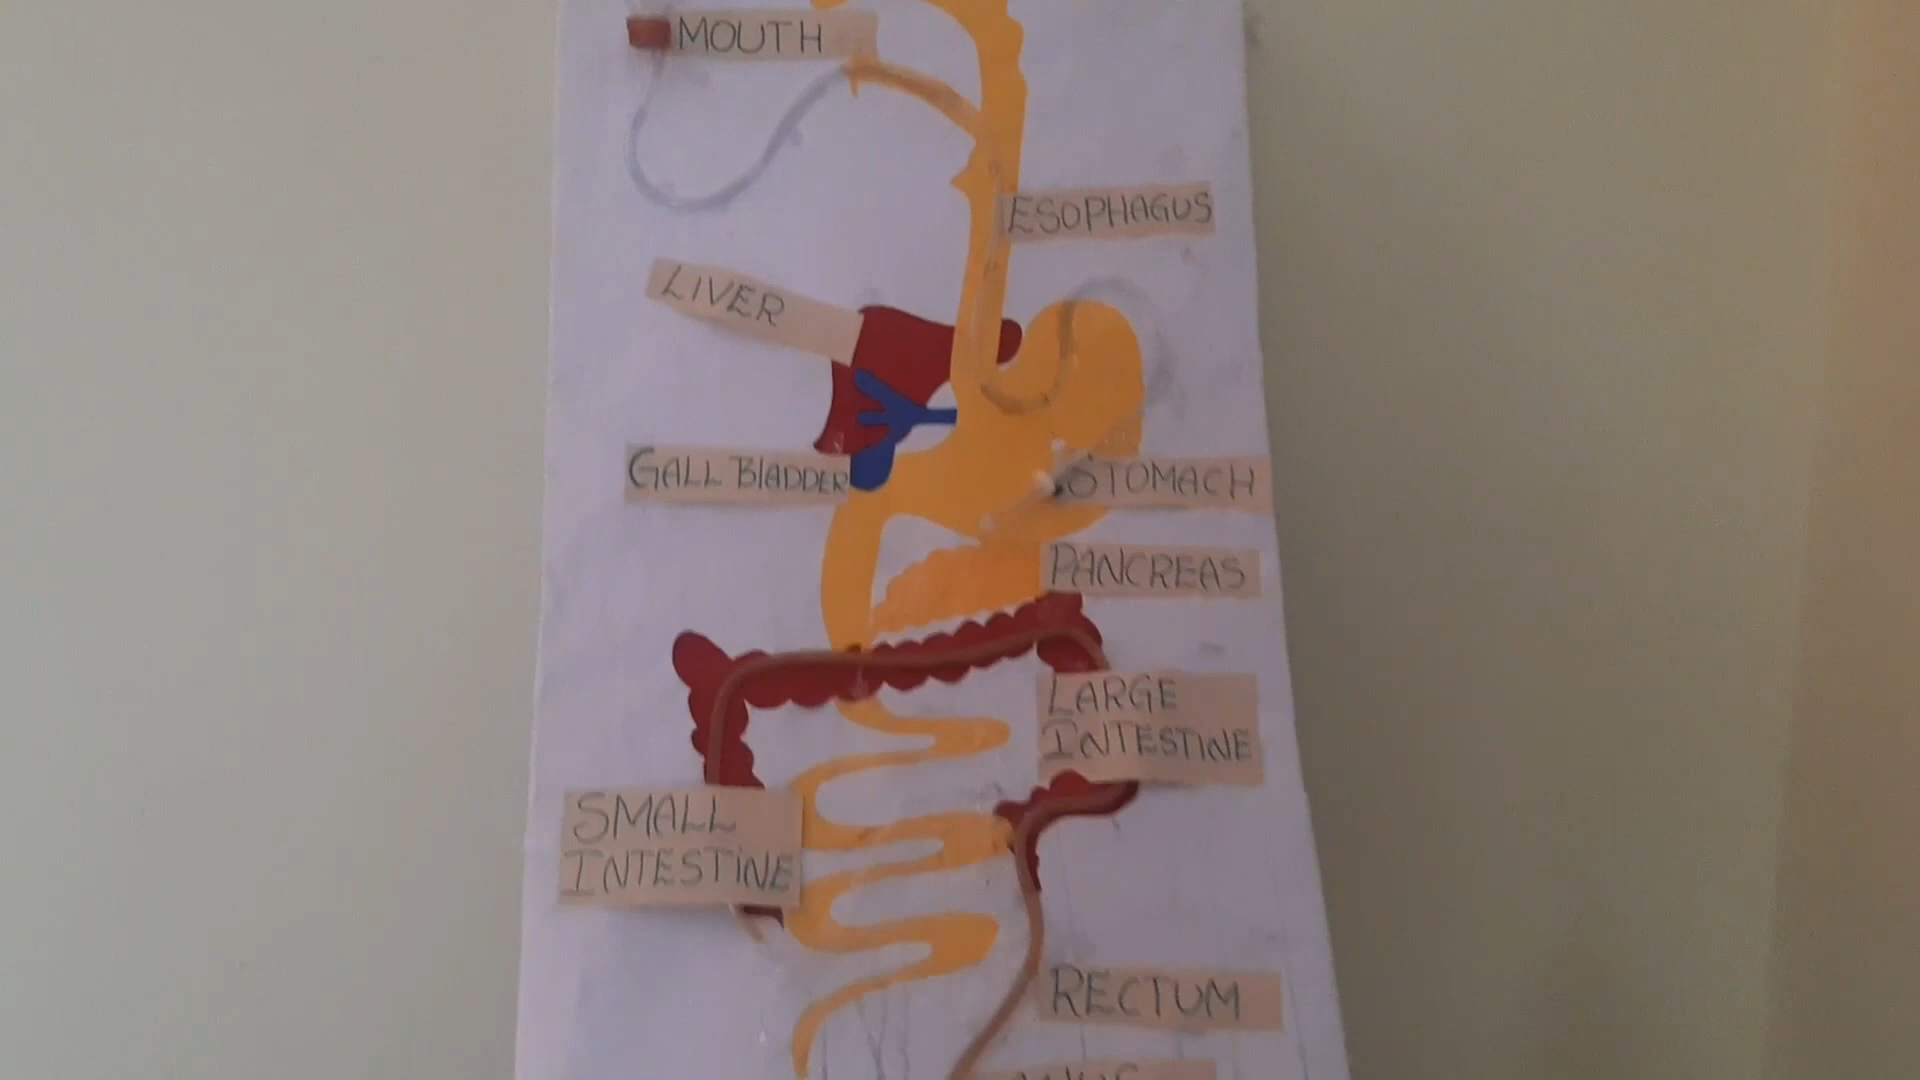 MOUTH
ESOPHAGUS
LIVER
GALL BLADDER
STOMACH
PANCREAS
LARGE
INTESTINE
SMALL
INTESTINE
RECTUM